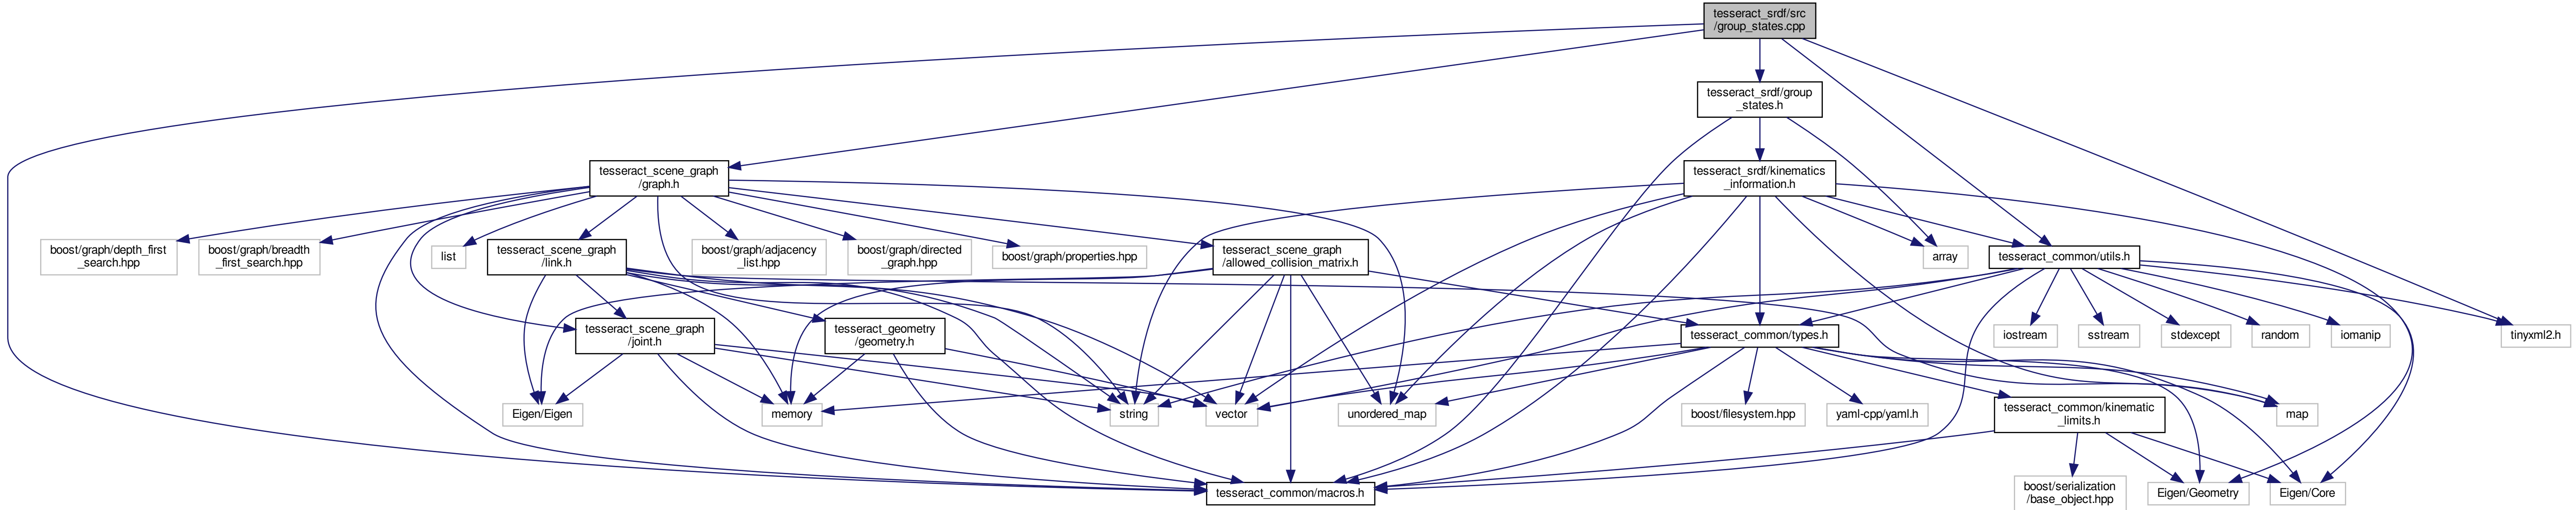 tesseract_srdf/src
/group_states.cpp
tesseract_srdf/group
_states.h
tesseract_scene_graph
/graph.h
tesseract_srdf/kinematics
_information.h
boost/graph/depth_first
_search.hpp
boost/graph/breadth
_first_search.hpp
list
tesseract_scene_graph
/link.h
boost/graph/adjacency
_list.hpp
boost/graph/directed
_graph.hpp
boost/graph/properties.hpp
tesseract_scene_graph
/allowed_collision_matrix.h
array
tesseract_common/utils.h
tesseract_scene_graph
/joint.h
tesseract_geometry
/geometry.h
tesseract_common/types.h
iostream
sstream
stdexcept
random
iomanip
tinyxml2.h
Eigen/Eigen
memory
string
vector
unordered_map
boost/filesystem.hpp
yaml-cpp/yaml.h
tesseract_common/kinematic
_limits.h
map
tesseract_common/macros.h
boost/serialization
/base_object.hpp
Eigen/Geometry
Eigen/Core